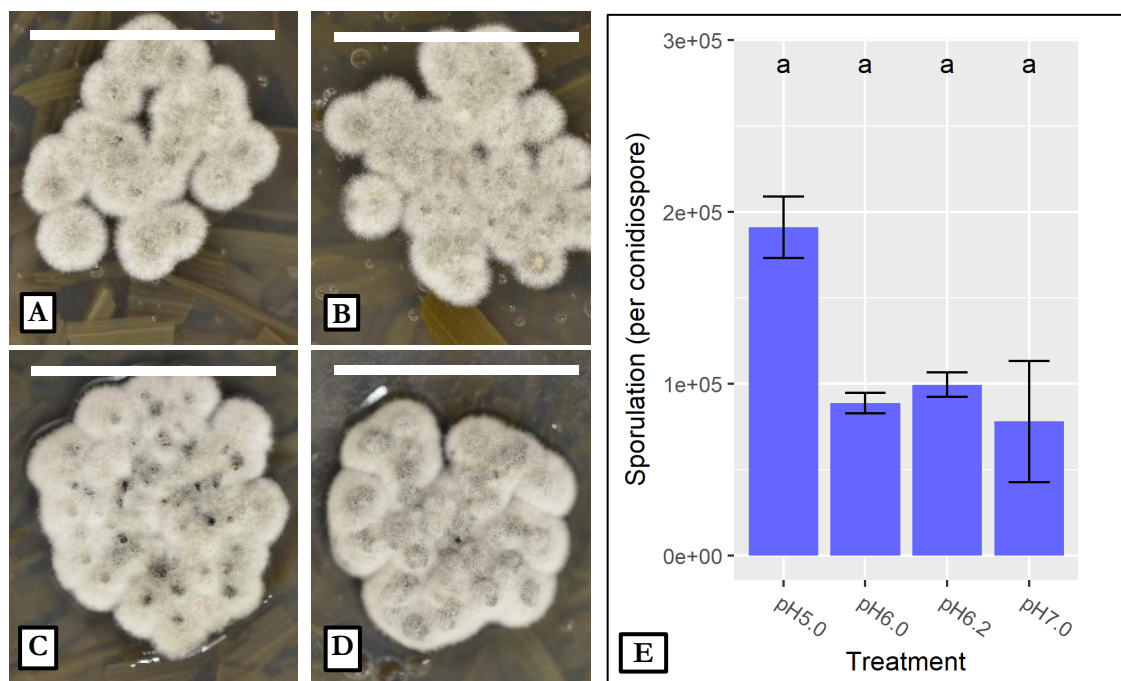 A
B
C
D
3e+05
a a a a
2e+05
1e+05
0e+00
Sporulation (per conidiospore)
pH5.0 pH6.0 pH6.2 pH7.0
Treatment
E